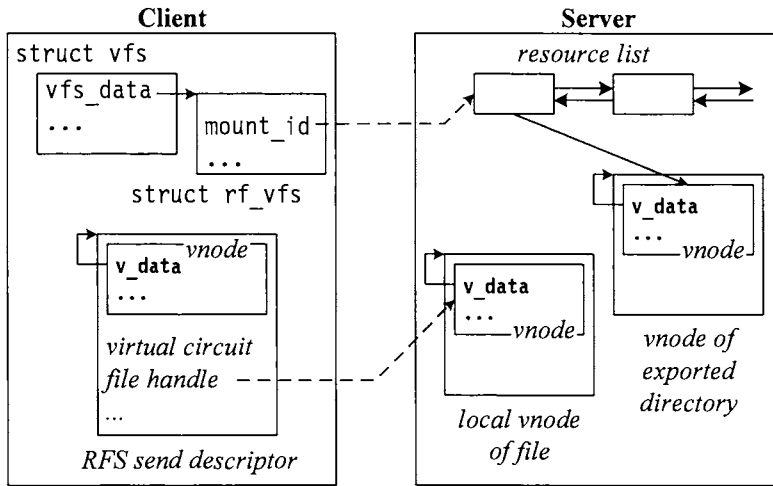 Client
struct vfs
vfs_data
...
mount_id
...
struct rf_vfs
vnode
v_data
...
virtual circuit
file handle
...
RFS send descriptor
Server
resource list
v_data
...
vnode
vnode of
exported
directory
v_data
...
vnode
local vnode
of file